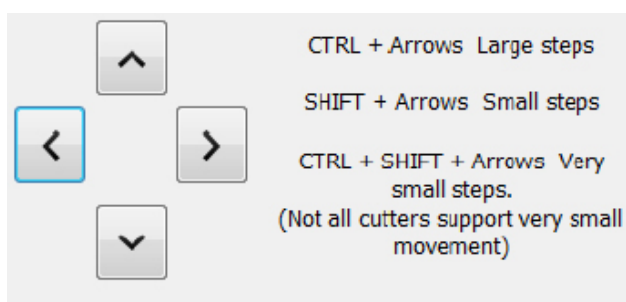 CTRL + Arrows Large steps
SHIFT + Arrows Small steps
CTRL + SHIFT + Arrows Very
small steps.
(Not all cutters support very small
movement)